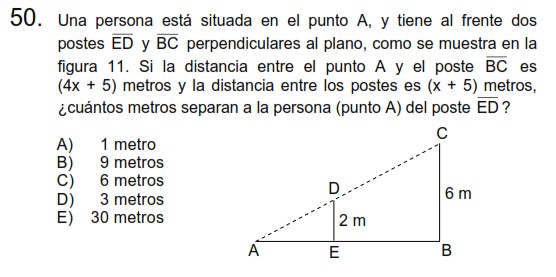 50. Una persona está situada en el punto A, y tiene al frente dos
postes ED y BC perpendiculares al plano, como se muestra en la
figura 11. Si la distancia entre el punto A y el poste BC es
(4x + 5) metros y la distancia entre los postes es (x + 5) metros,
¿cuántos metros separan a la persona (punto A) del poste ED ?
A) 1 metro
B) 9 metros
C) 6 metros
D) 3 metros
E) 30 metros
C
D
6 m
2 m
A
E
B